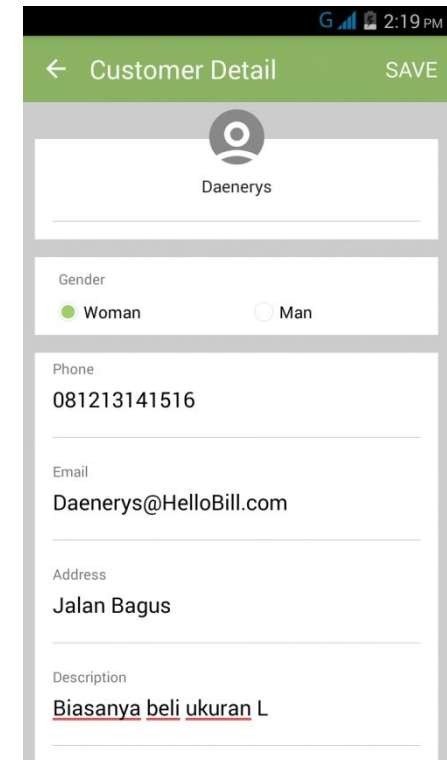 G 2:19 PM
Customer Detail SAVE
Daenerys
Gender
Woman Man
Phone
081213141516
Email
Daenerys@HelloBill.com
Address
Jalan Bagus
Description
Biasanya beli ukuran L